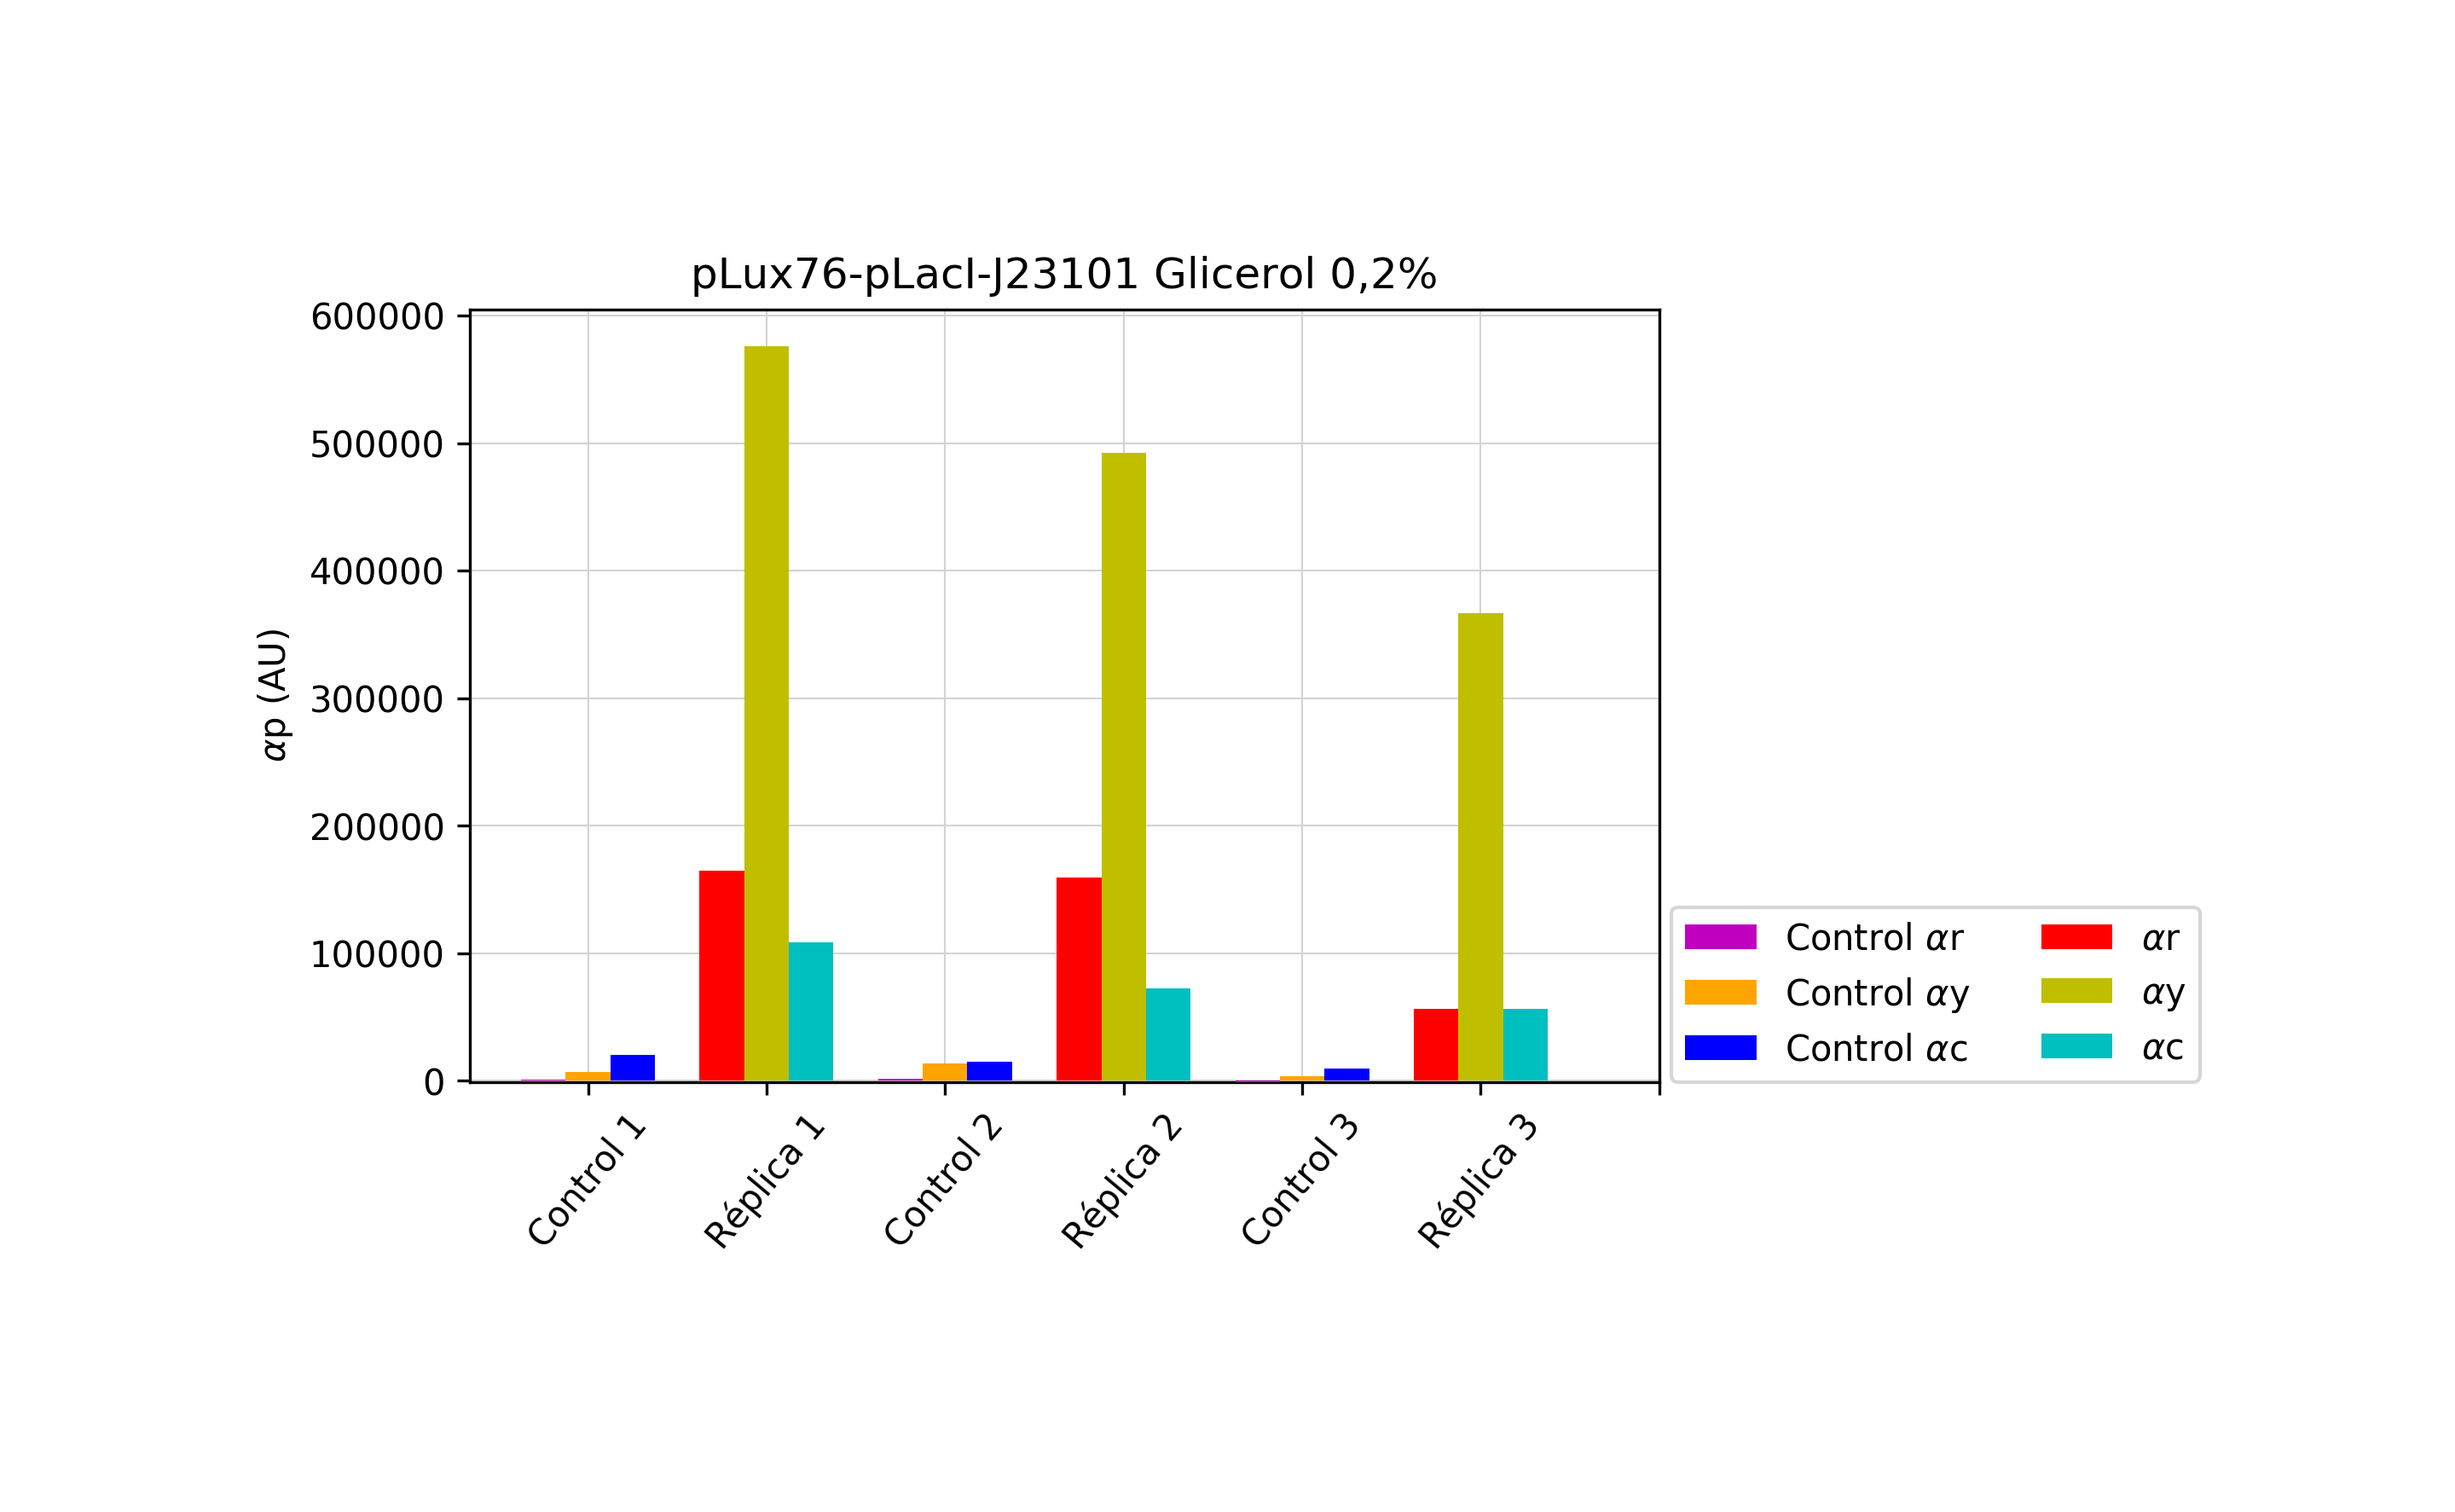 pLux76-pLacI-J23101 Glicerol 0,2%
600000
500000
400000
300000
200000
100000
0
αp (AU)
Control 1
Réplica 1
Control 2
Réplica 2
Control 3
Réplica 3
Control αr
Control αy
Control αc
αr
αy
αc